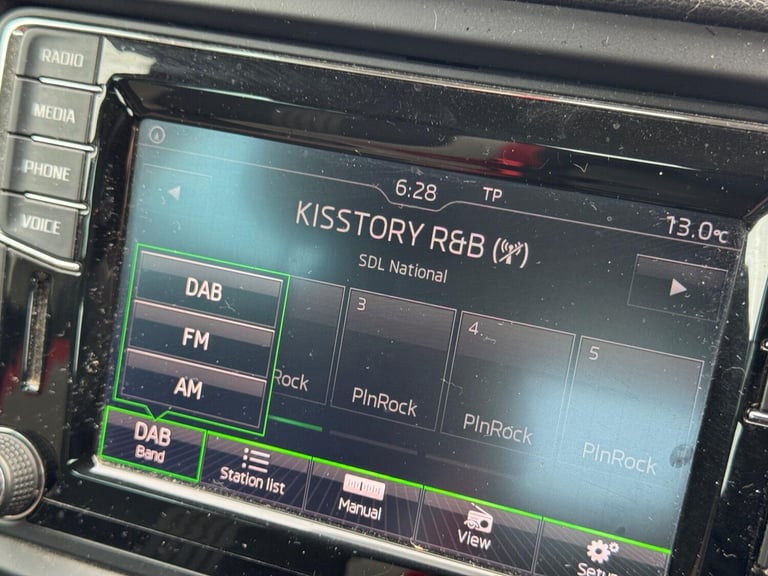 RADIO
MEDIA
PHONE
VOICE
6:28
TP
13.0°C
KISSTORY R&B
SDL National
DAB
FM
AM
Rock
3
PlnRock
4
PlnRock
5
PlnRock
DAB
Band
Station list
Manual
View
Setup